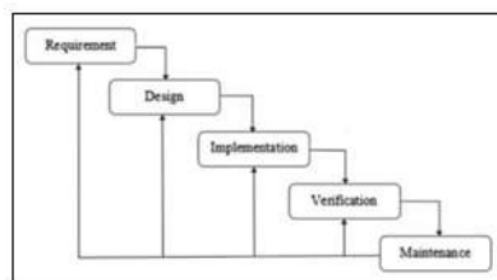 Requirement
Design
Implementation
Verification
Maintenance